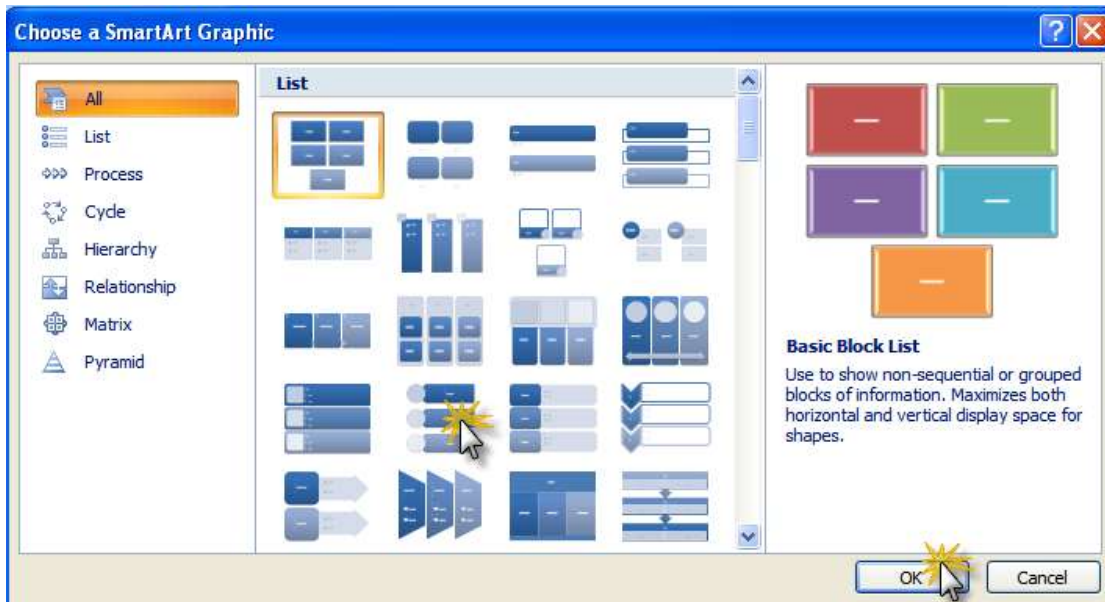 Choose a SmartArt Graphic
All
List
Process
Cycle
Hierarchy
Relationship
Matrix
Pyramid
List
Basic Block List
Use to show non-sequential or grouped
blocks of information. Maximizes both
horizontal and vertical display space for
shapes.
OK
Cancel